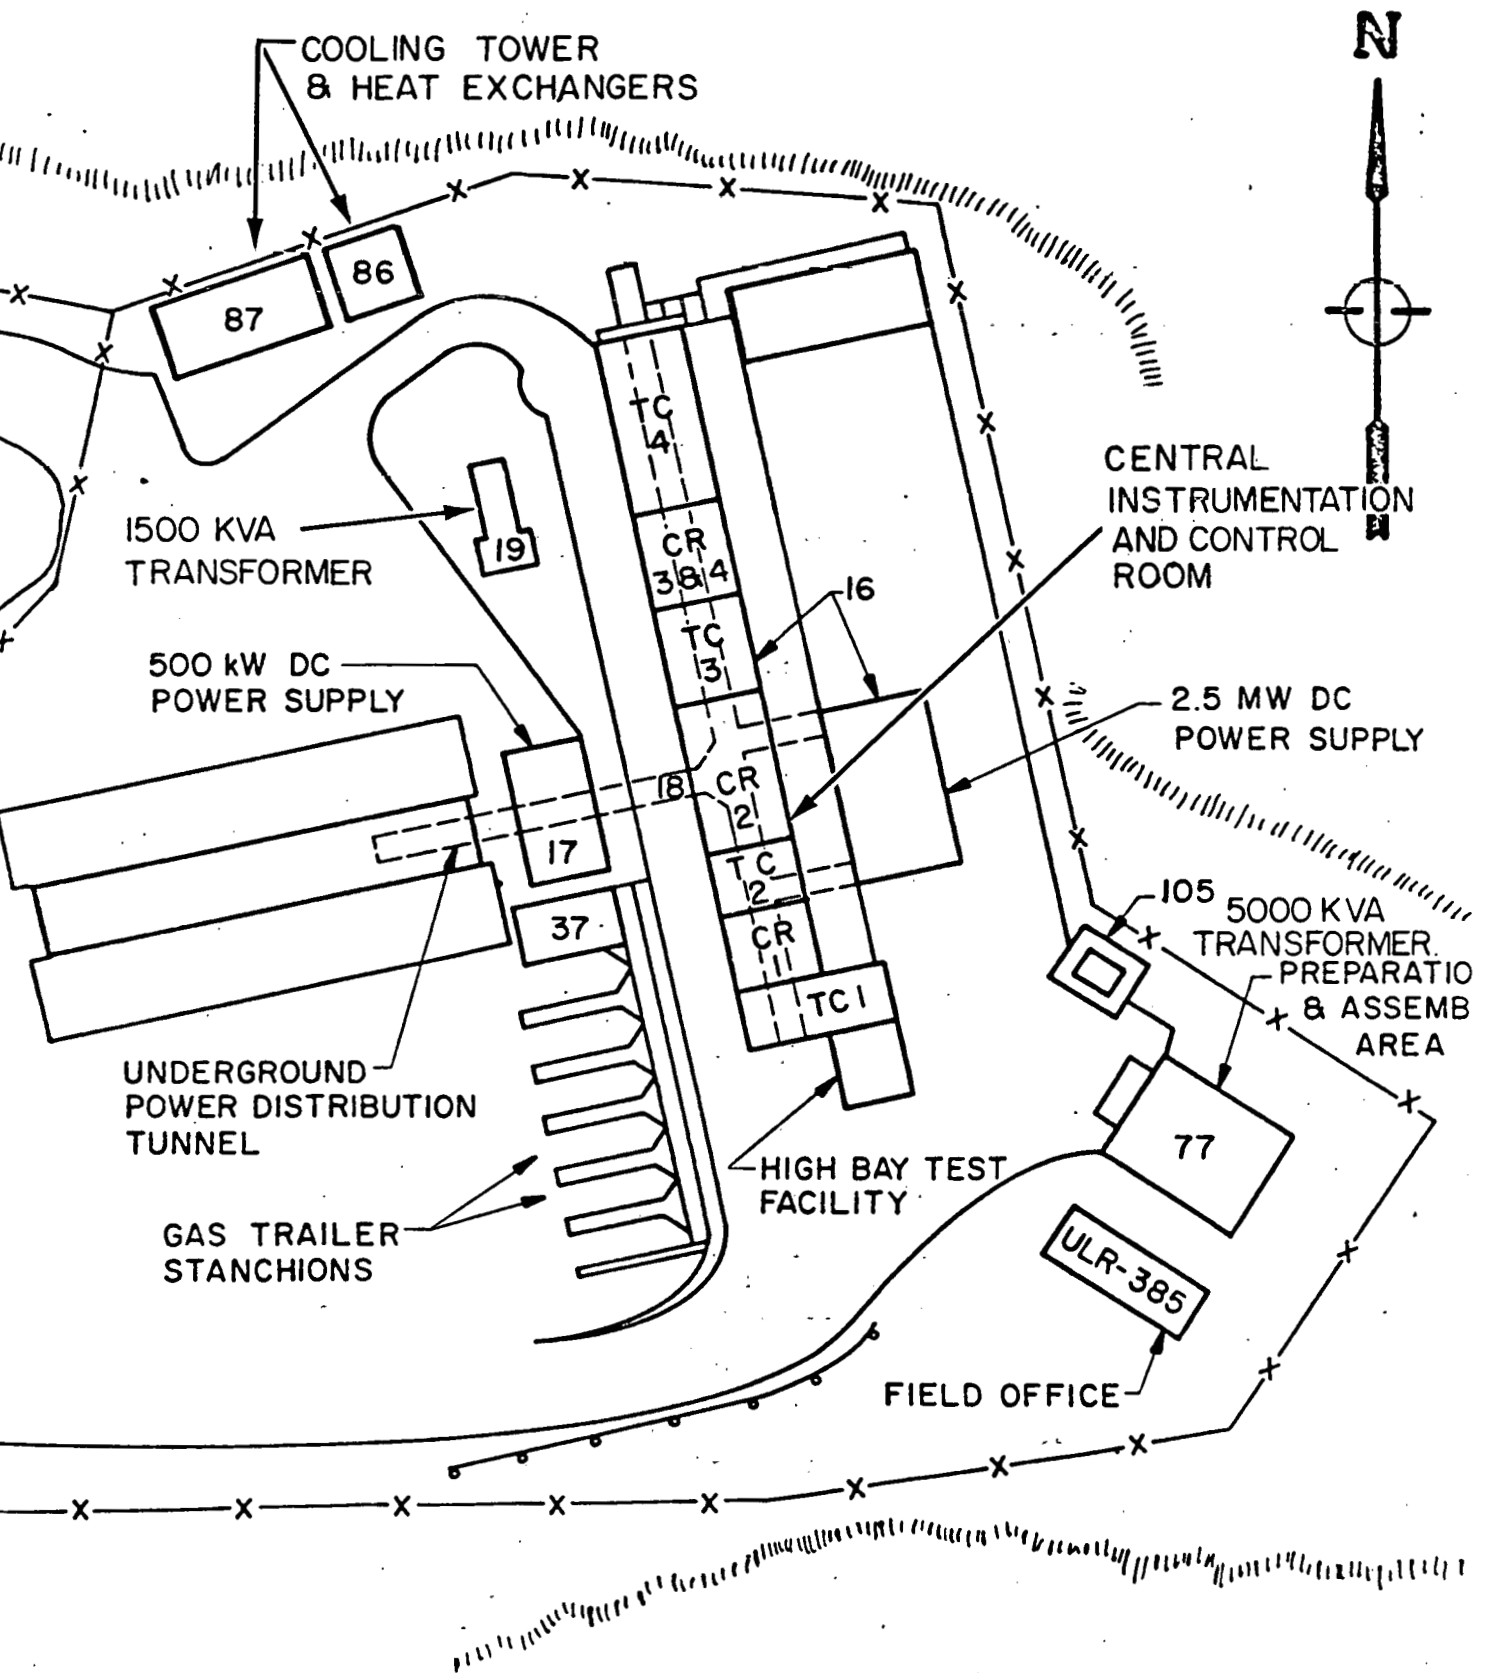 N
COOLING TOWER
& HEAT EXCHANGERS
86
87
TC
4
CENTRAL
INSTRUMENTATION
AND CONTROL
ROOM
1500 KVA
TRANSFORMER
19
CR
3&4
16
TC
3
500 kW DC
POWER SUPPLY
2.5 MW DC
POWER SUPPLY
18
CR
2
17
TC
2
105
5000 KVA
TRANSFORMER
37
CR
PREPARATIO
& ASSEMB
AREA
TC 1
UNDERGROUND
POWER DISTRIBUTION
TUNNEL
77
HIGH BAY TEST
FACILITY
GAS TRAILER
STANCHIONS
ULR-385
FIELD OFFICE